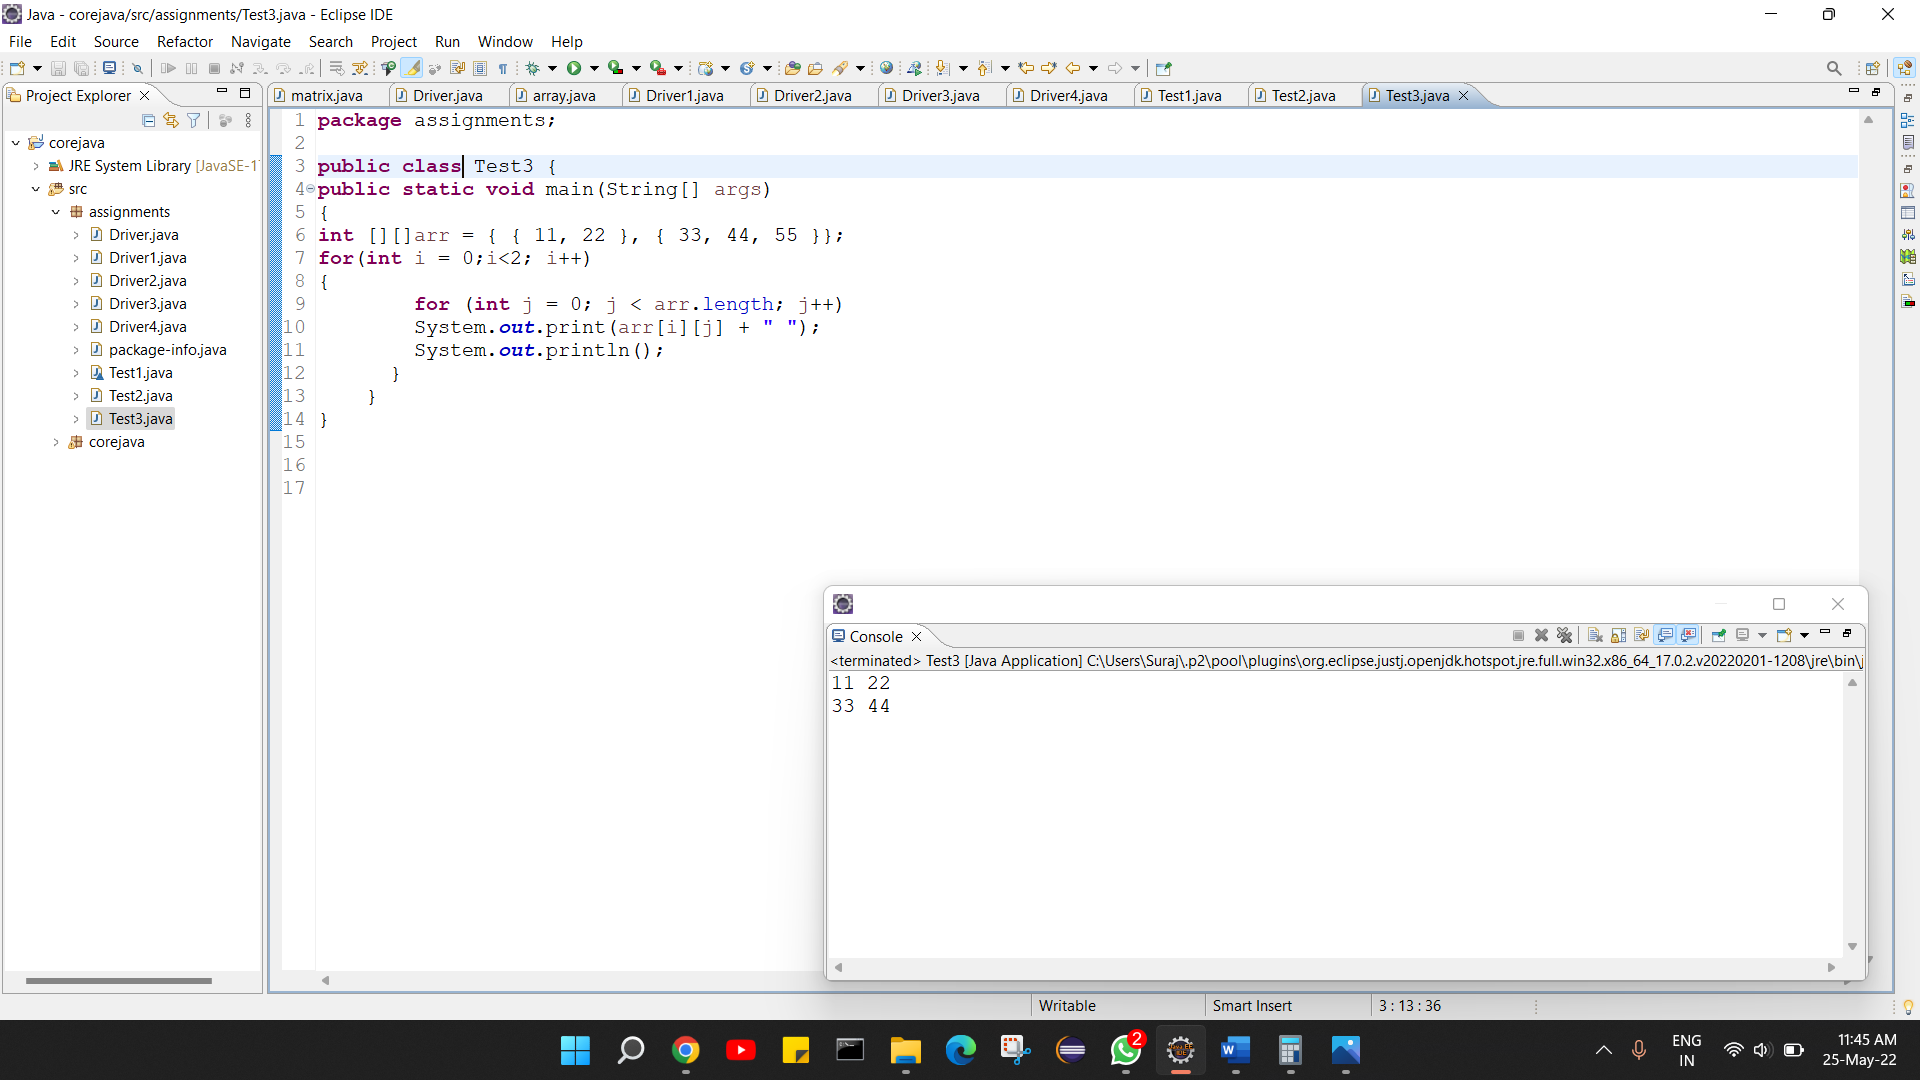 Java - corejava/src/assignments/Test3.java - Eclipse IDE
File Edit Source Refactor Navigate Search Project Run Window Help
Project Explorer
matrix.java Driver.java array.java Driver1.java Driver2.java Driver3.java Driver4.java Test1.java Test2.java Test3.java
corejava
JRE System Library [JavaSE-1
src
assignments
Driver.java
Driver1.java
Driver2.java
Driver3.java
Driver4.java
package-info.java
Test1.java
Test2.java
Test3.java
corejava
1 package assignments;
2
3 public class Test3 {
4 public static void main(String[] args)
5 {
6 int [][]arr = { { 11, 22 }, { 33, 44, 55 }};
7 for(int i = 0;i<2; i++)
8 {
9 for (int j = 0; j < arr.length; j++)
10 System.out.print(arr[i][j] + " ");
11 System.out.println();
12 }
13 }
14 }
15
16
17
Console
<terminated> Test3 [Java Application] C:\Users\Suraj\.p2\pool\plugins\org.eclipse.justj.openjdk.hotspot.jre.full.win32.x86_64_17.0.2.v20220201-1208\jre\bin\j
11 22
33 44
Writable Smart Insert 3 : 13 : 36
2
ENG
IN
11:45 AM
25-May-22